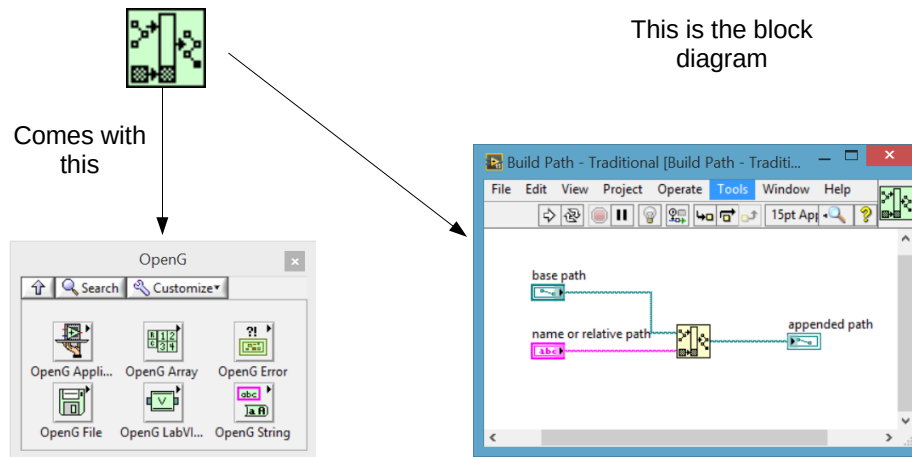 This is the block
diagram
Comes with
this
Build Path - Traditional [Build Path - Traditi...
File Edit View Project Operate Tools Window Help
15pt App
base path
name or relative path
abc
appended path
OpenG
Search Customize
OpenG Appli... OpenG Array OpenG Error
OpenG File OpenG LabVI... OpenG String